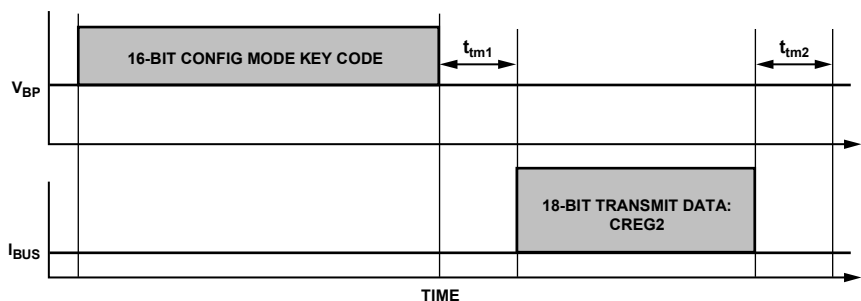 16-BIT CONFIG MODE KEY CODE
t_tm1
t_tm2
V_BP
18-BIT TRANSMIT DATA:
CREG2
I_BUS
TIME